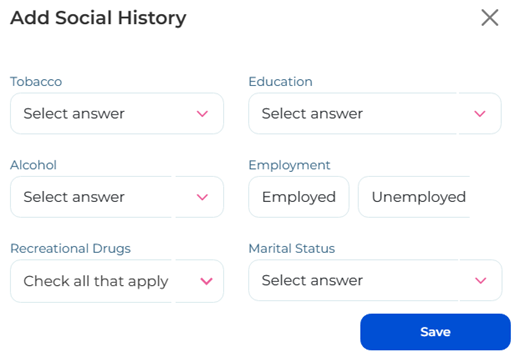 Add Social History
Tobacco
Select answer
Education
Select answer
Alcohol
Select answer
Employment
Employed
Unemployed
Recreational Drugs
Check all that apply
Marital Status
Select answer
Save